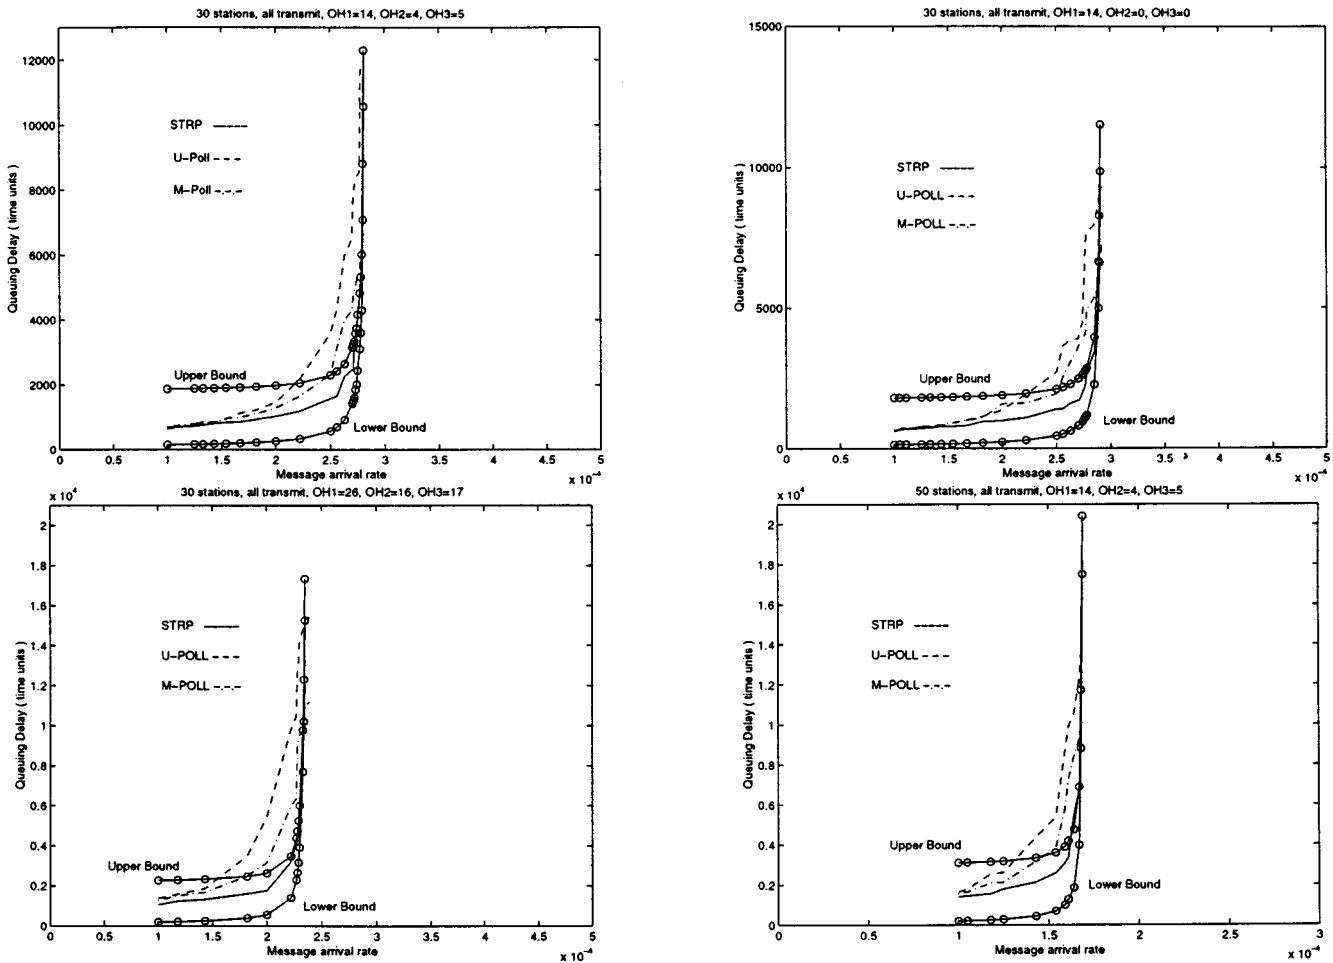 30 stations, all transmit, OH1=14, OH2=4, OH3=5
12000
10000
8000
6000
4000
2000
0
Queuing Delay ( time units )
STRP
U-Poll
M-Poll
Upper Bound
Lower Bound
0 0.5 1 1.5 2 2.5 3 3.5 4 4.5 5
Message arrival rate
x 10⁻⁴
30 stations, all transmit, OH1=14, OH2=0, OH3=0
15000
10000
5000
0
Queuing Delay ( time units )
STRP
U-POLL
M-POLL
Upper Bound
Lower Bound
0 0.5 1 1.5 2 2.5 3 3.5 4 4.5 5
Message arrival rate
x 10⁻⁴
x 10⁴
30 stations, all transmit, OH1=26, OH2=16, OH3=17
2
1.8
1.6
1.4
1.2
1
0.8
0.6
0.4
0.2
0
Queuing Delay ( time units )
STRP
U-POLL
M-POLL
Upper Bound
Lower Bound
0 0.5 1 1.5 2 2.5 3 3.5 4 4.5 5
Message arrival rate
x 10⁻⁴
x 10⁴
50 stations, all transmit, OH1=14, OH2=4, OH3=5
2
1.8
1.6
1.4
1.2
1
0.8
0.6
0.4
0.2
0
Queuing Delay ( time units )
STRP
U-POLL
M-POLL
Upper Bound
Lower Bound
0 0.5 1 1.5 2 2.5 3
Message arrival rate
x 10⁻⁴